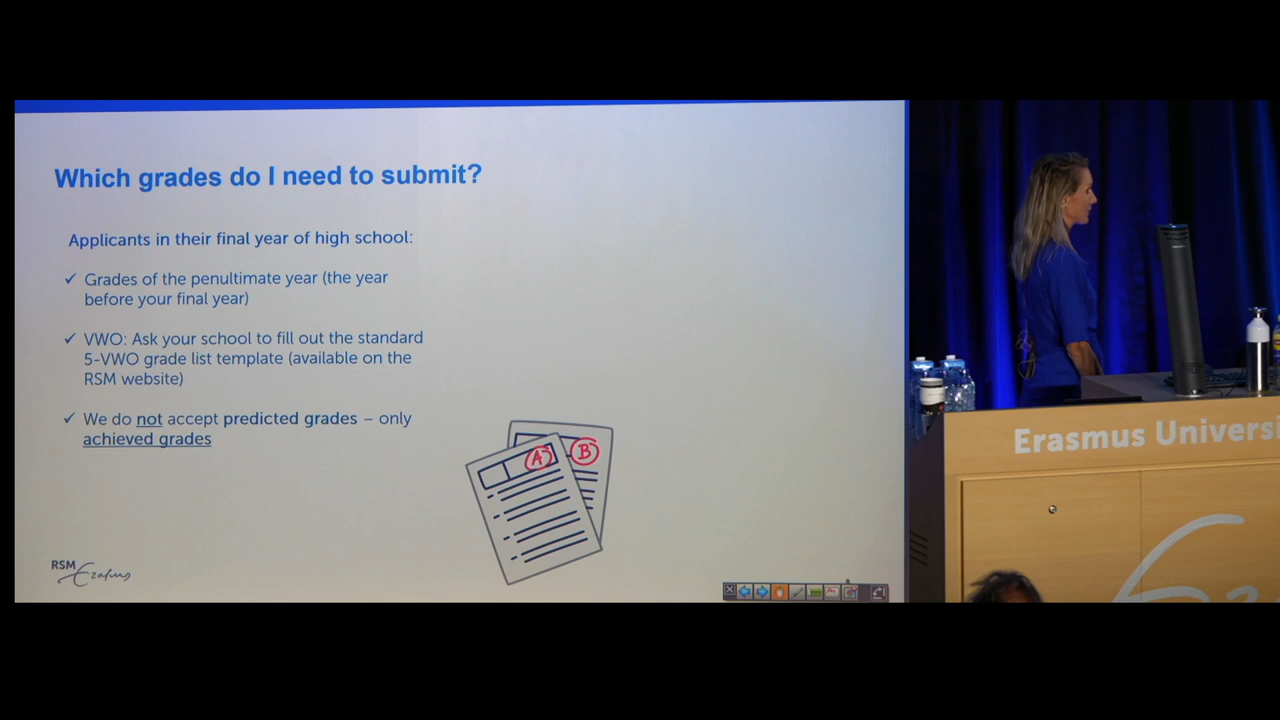 Which grades do I need to submit?
Applicants in their final year of high school:
✓ Grades of the penultimate year (the year
before your final year)
✓ VWO: Ask your school to fill out the standard
5-VWO grade list template (available on the
RSM website)
✓ We do not accept predicted grades – only
achieved grades
A+
B
RSM
Erasmus
Erasmus Universi